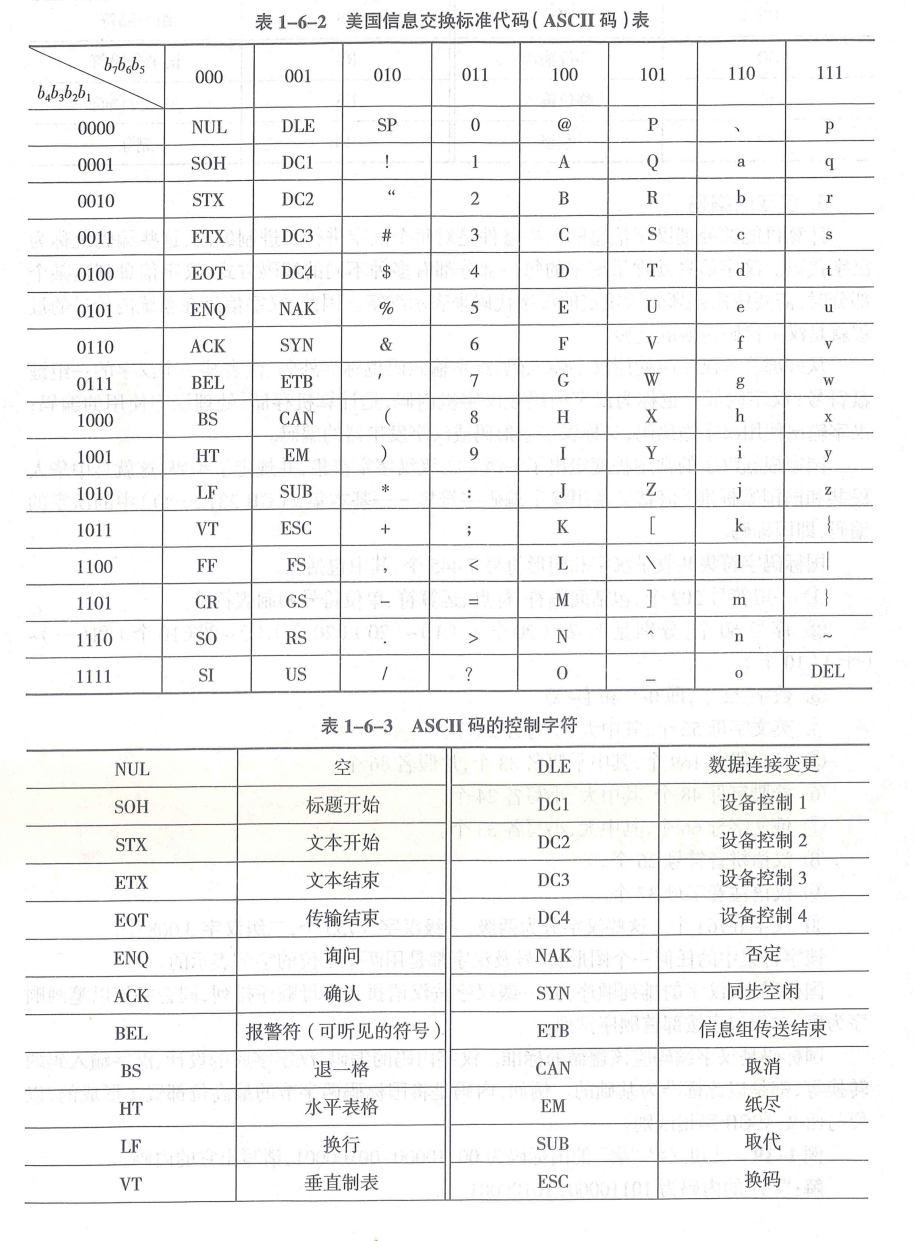 表 1-6-2 美国信息交换标准代码(ASCII 码)表
b7b6b5
b4b3b2b1 000 001 010 011 100 101 110 111
0000 NUL DLE SP 0 @ P 、 p
0001 SOH DC1 ! 1 A Q a q
0010 STX DC2 “ 2 B R b r
0011 ETX DC3 # 3 C S c s
0100 EOT DC4 $ 4 D T d t
0101 ENQ NAK % 5 E U e u
0110 ACK SYN & 6 F V f v
0111 BEL ETB ′ 7 G W g w
1000 BS CAN ( 8 H X h x
1001 HT EM ) 9 I Y i y
1010 LF SUB * : J Z j z
1011 VT ESC + ; K [ k {
1100 FF FS , < L / l |
1101 CR GS – = M ] m }
1110 SO RS . > N ^ n ~
1111 SI US / ? O _ o DEL
表 1-6-3 ASCII 码的控制字符
NUL 空 DLE 数据连接变更
SOH 标题开始 DC1 设备控制 1
STX 文本开始 DC2 设备控制 2
ETX 文本结束 DC3 设备控制 3
EOT 传输结束 DC4 设备控制 4
ENQ 询问 NAK 否定
ACK 确认 SYN 同步空闲
BEL 报警符(可听见的符号) ETB 信息组传送结束
BS 退一格 CAN 取消
HT 水平表格 EM 纸尽
LF 换行 SUB 取代
VT 垂直制表 ESC 换码